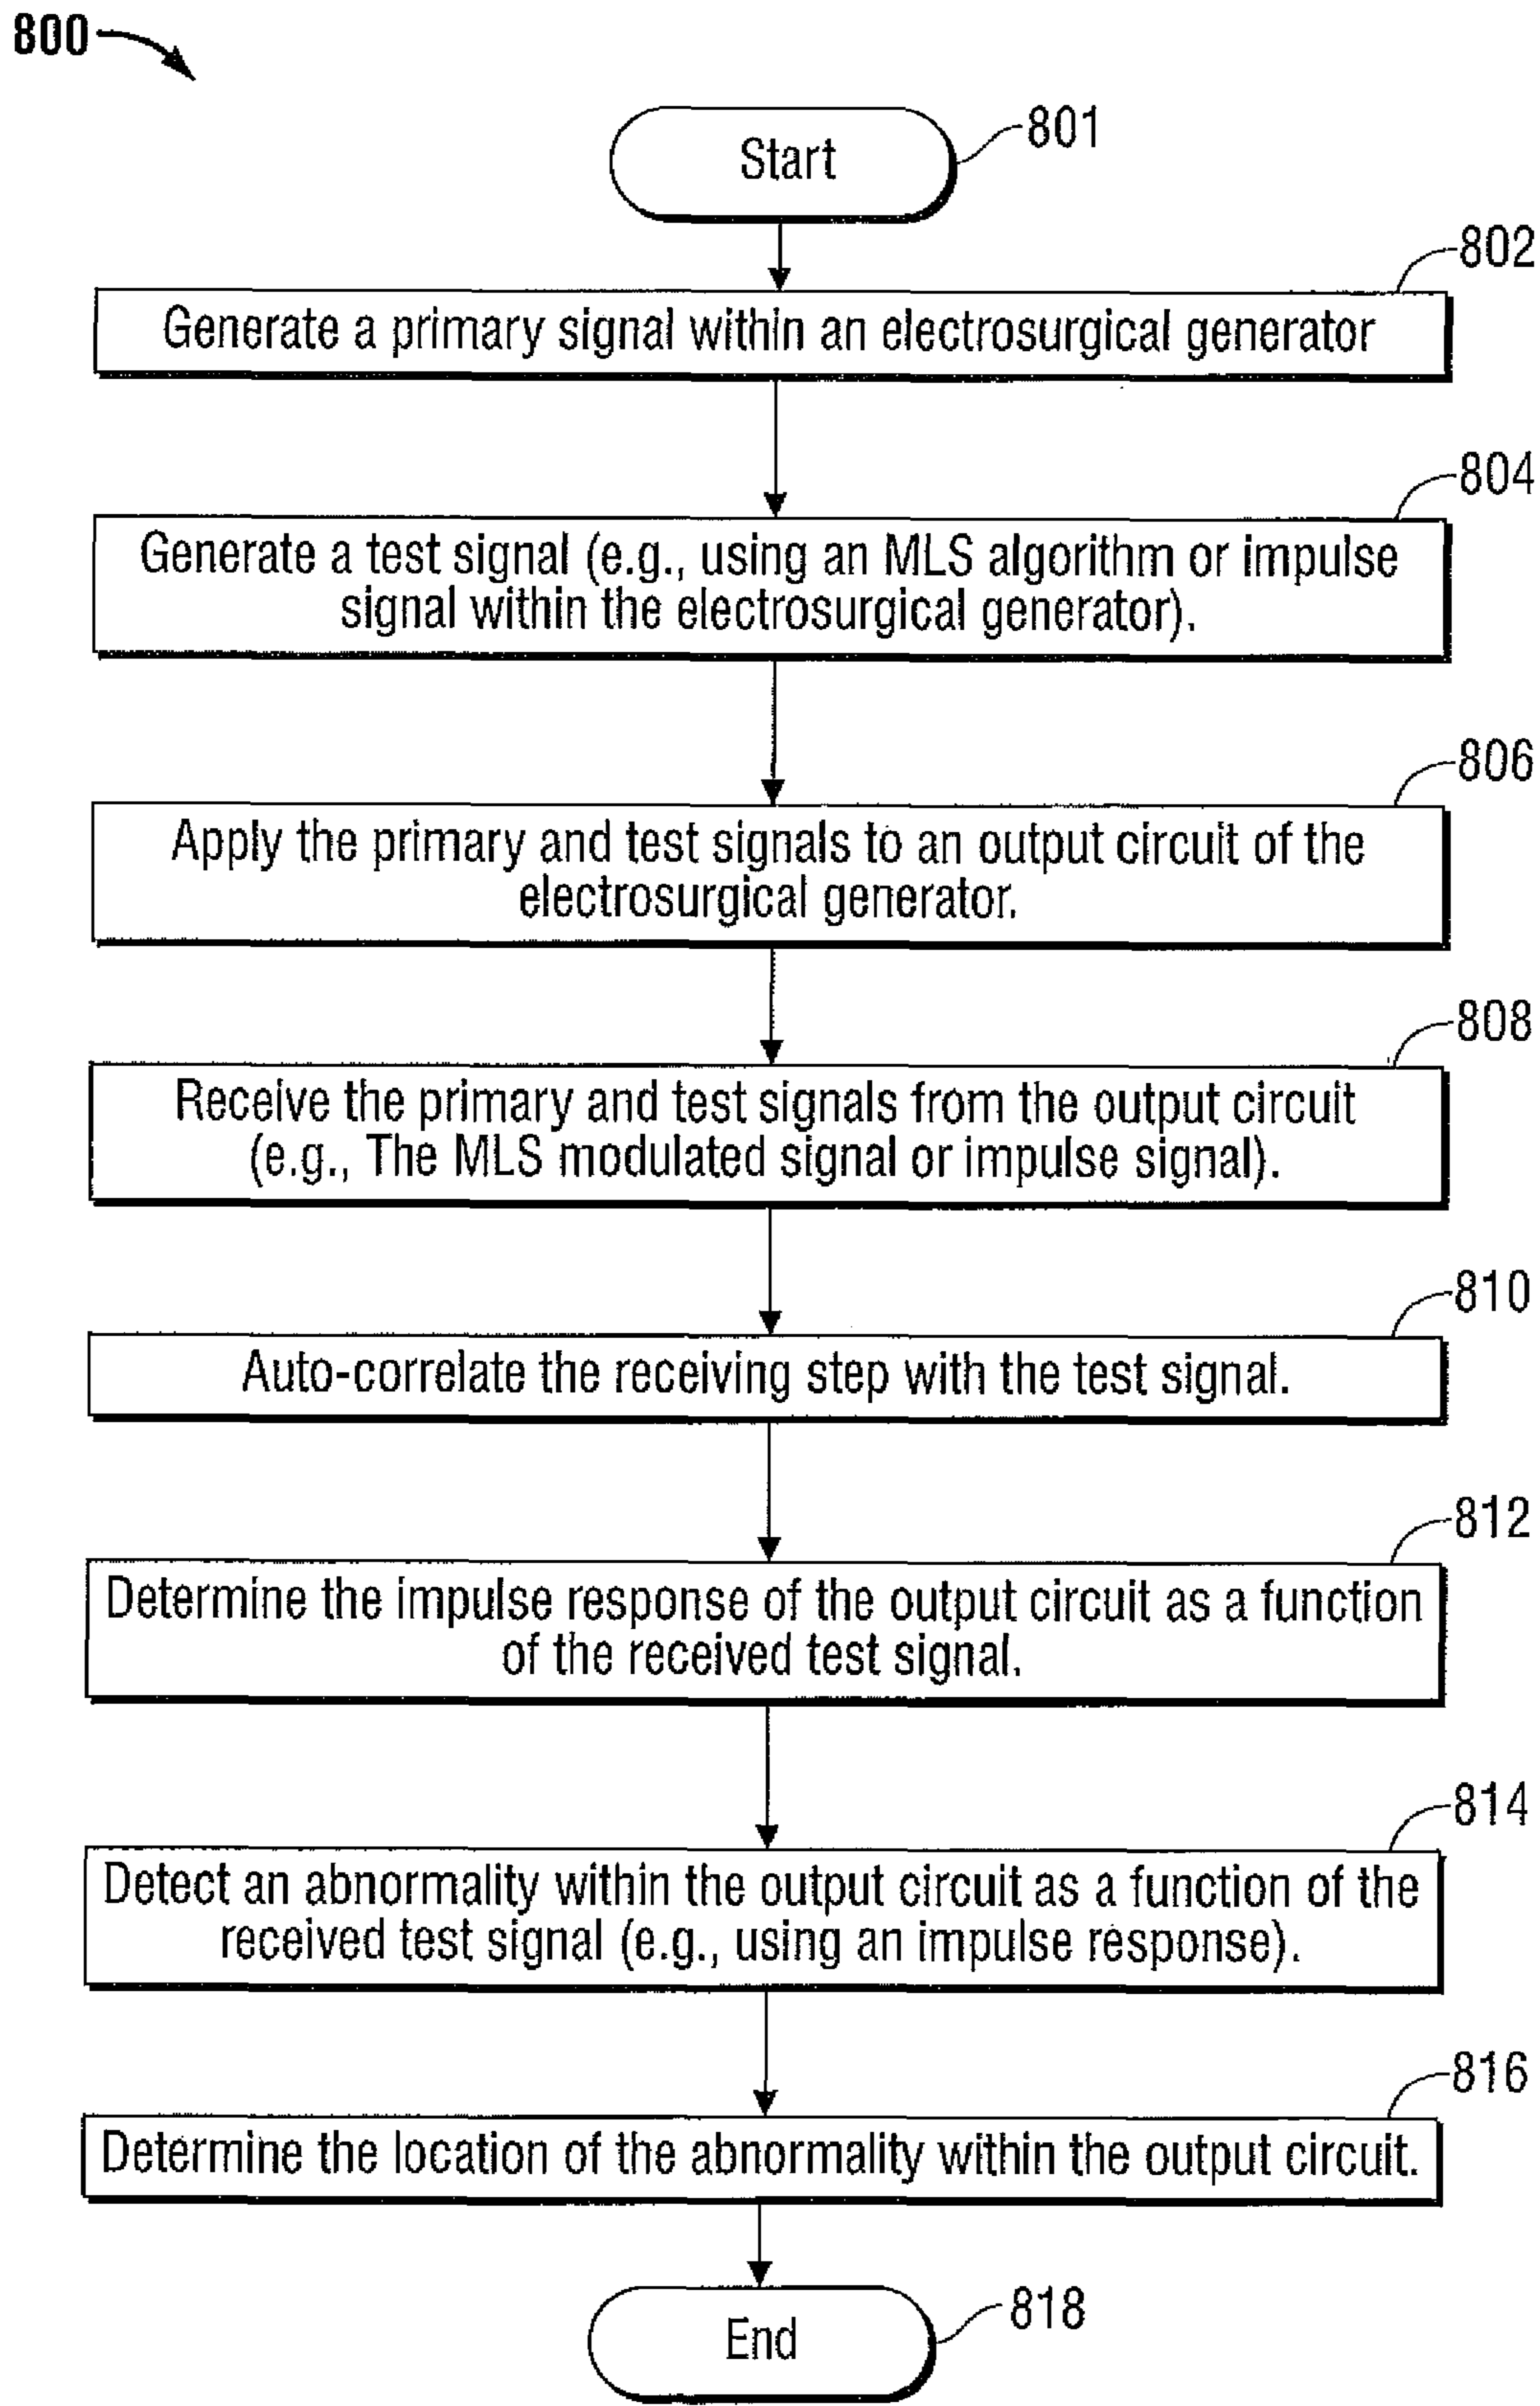 800
Start
801
802
Generate a primary signal within an electrosurgical generator
804
Generate a test signal (e.g., using an MLS algorithm or impulse
signal within the electrosurgical generator).
806
Apply the primary and test signals to an output circuit of the
electrosurgical generator.
808
Receive the primary and test signals from the output circuit
(e.g., The MLS modulated signal or impulse signal).
810
Auto-correlate the receiving step with the test signal.
812
Determine the impulse response of the output circuit as a function
of the received test signal.
814
Detect an abnormality within the output circuit as a function of the
received test signal (e.g., using an impulse response).
816
Determine the location of the abnormality within the output circuit.
End
818